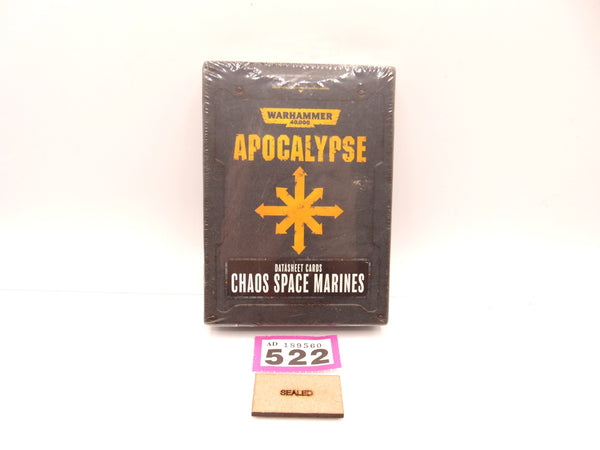 WARHAMMER
40,000
APOCALYPSE
DATASHEET CARDS
CHAOS SPACE MARINES
AD 189560
522
SEALED